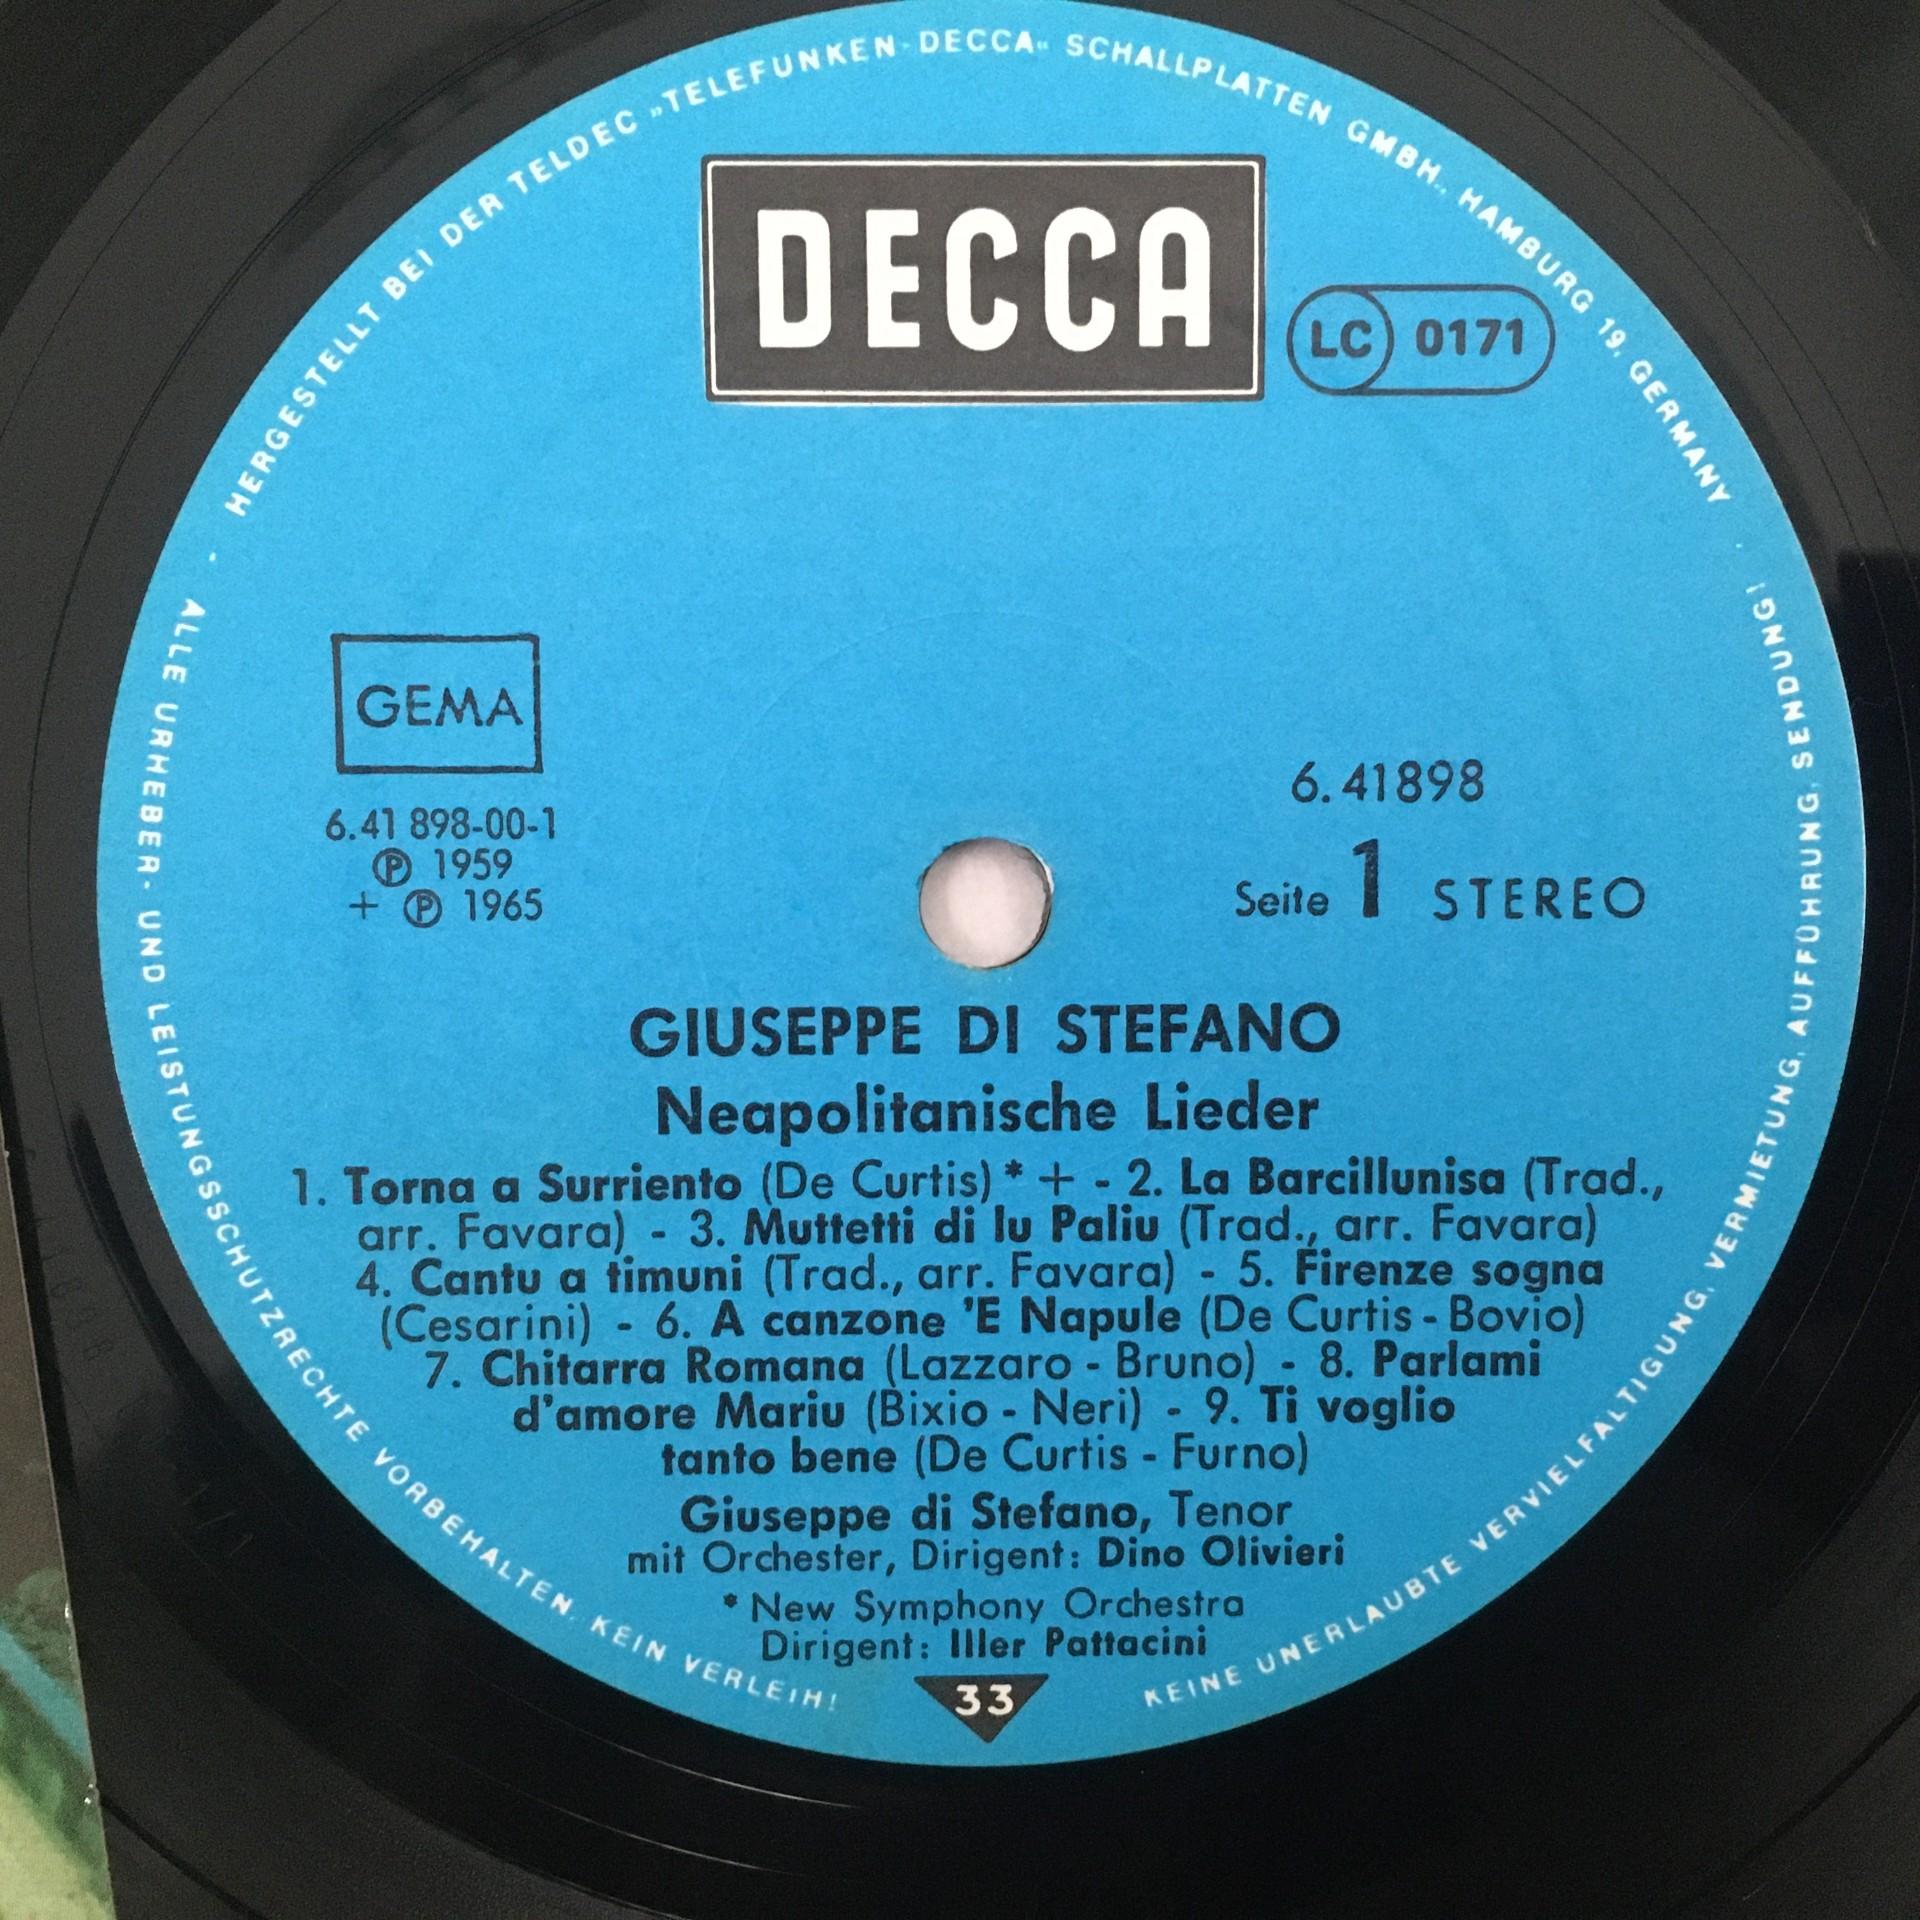 HERGESTELLT BEI DER TELDEC »TELEFUNKEN-DECCA« SCHALLPLATTEN GMBH., HAMBURG 19, GERMANY
DECCA
LC 0171
GEMA
6.41 898-00-1
Ⓟ 1959
+ Ⓟ 1965
6.41898
Seite 1 STEREO
GIUSEPPE DI STEFANO
Neapolitanische Lieder
1. Torna a Surriento (De Curtis) * + - 2. La Barcillunisa (Trad.,
arr. Favara) - 3. Muttetti di lu Paliu (Trad., arr. Favara)
4. Cantu a timuni (Trad., arr. Favara) - 5. Firenze sogna
(Cesarini) - 6. A canzone 'E Napule (De Curtis - Bovio)
7. Chitarra Romana (Lazzaro - Bruno) - 8. Parlami
d'amore Mariu (Bixio - Neri) - 9. Ti voglio
tanto bene (De Curtis - Furno)
Giuseppe di Stefano, Tenor
mit Orchester, Dirigent: Dino Olivieri
* New Symphony Orchestra
Dirigent: Iller Pattacini
33
ALLE URHEBER- UND LEISTUNGSSCHUTZRECHTE VORBEHALTEN. KEIN VERLEIH!
KEINE UNERLAUBTE VERVIELFALTIGUNG, VERMIETUNG, AUFFÜHRUNG, SENDUNG!